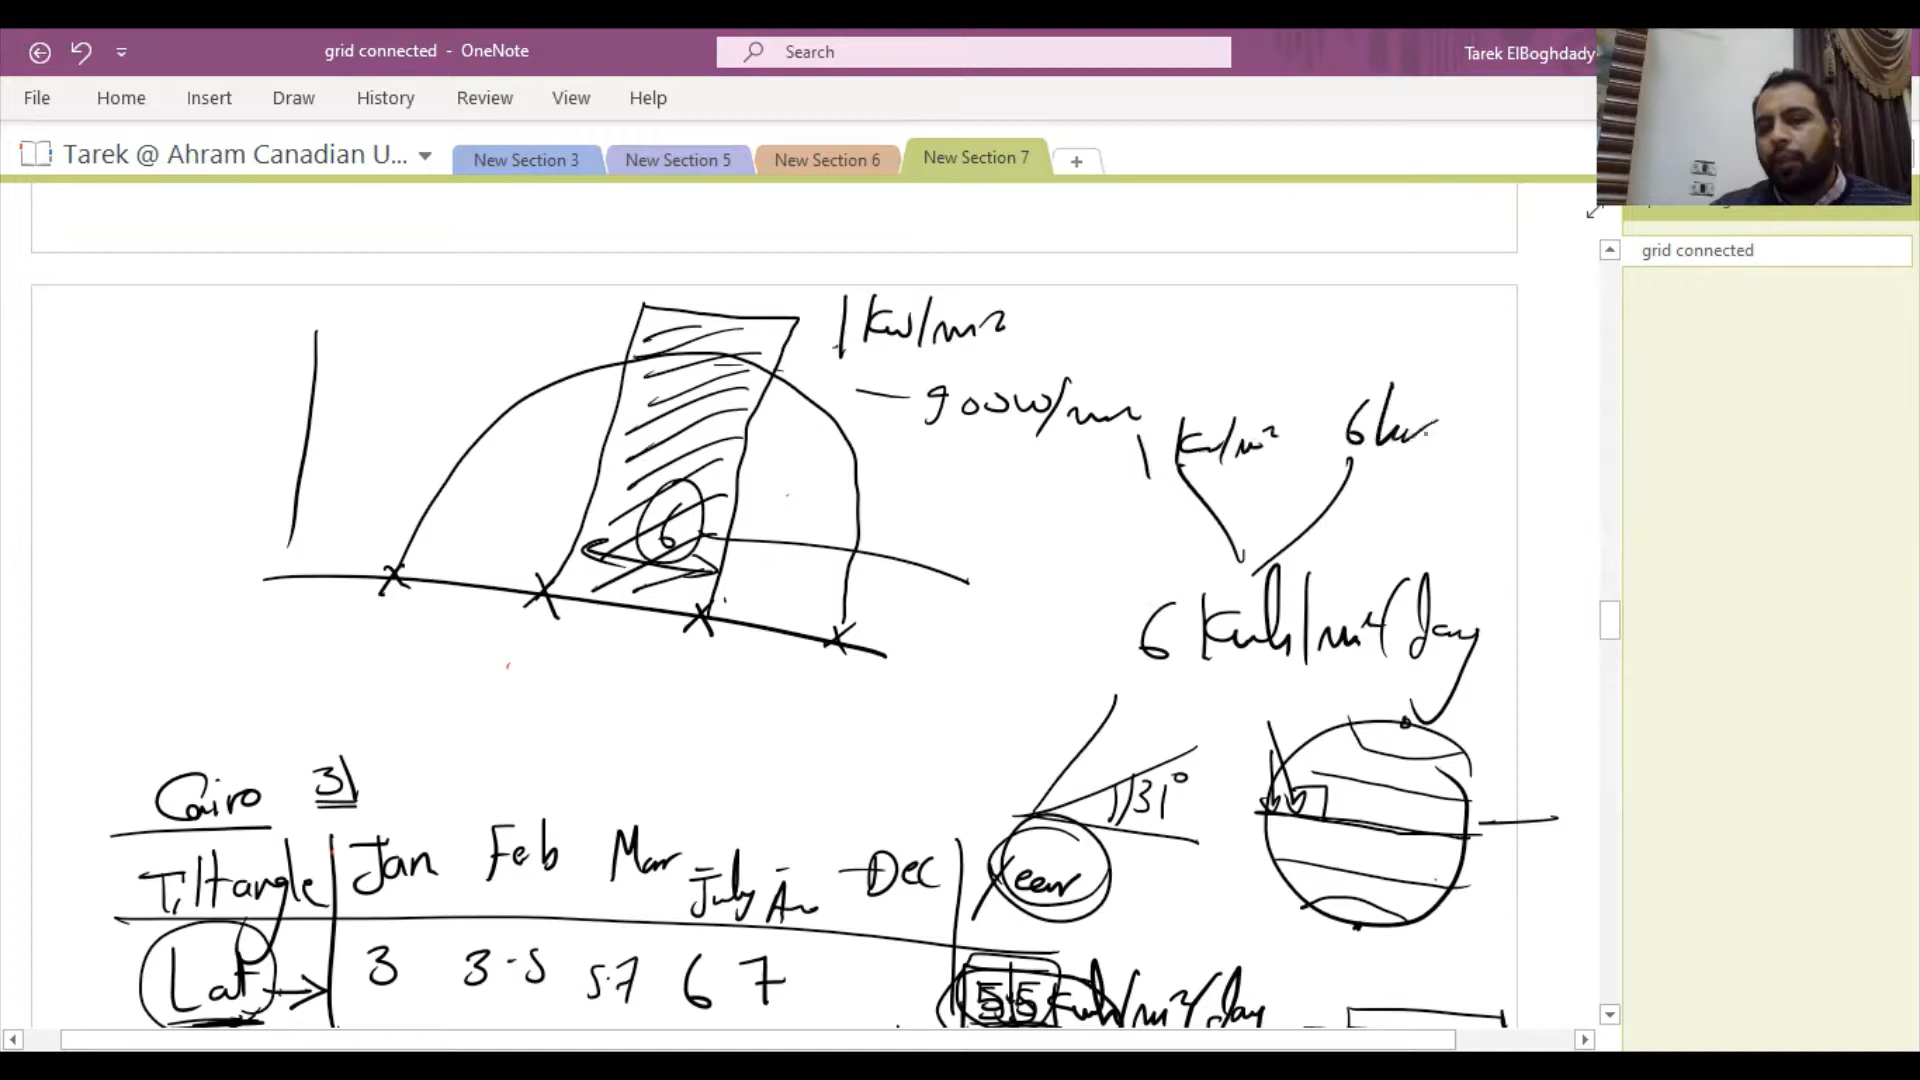 grid connected - OneNote
Search
Tarek ElBoghdady
File Home Insert Draw History Review View Help
Tarek @ Ahram Canadian U...
New Section 3
New Section 5
New Section 6
New Section 7
+
grid connected
1 kw/m²
900w/m²
1 kw/m²
6 hr
6
6 kwh/m²/day
Cairo 31
31°
Tiltangle Jan Feb Mar July Au Dec Year
Lat 3 3.5 5.7 6 7 5.5 kwh/m²/day